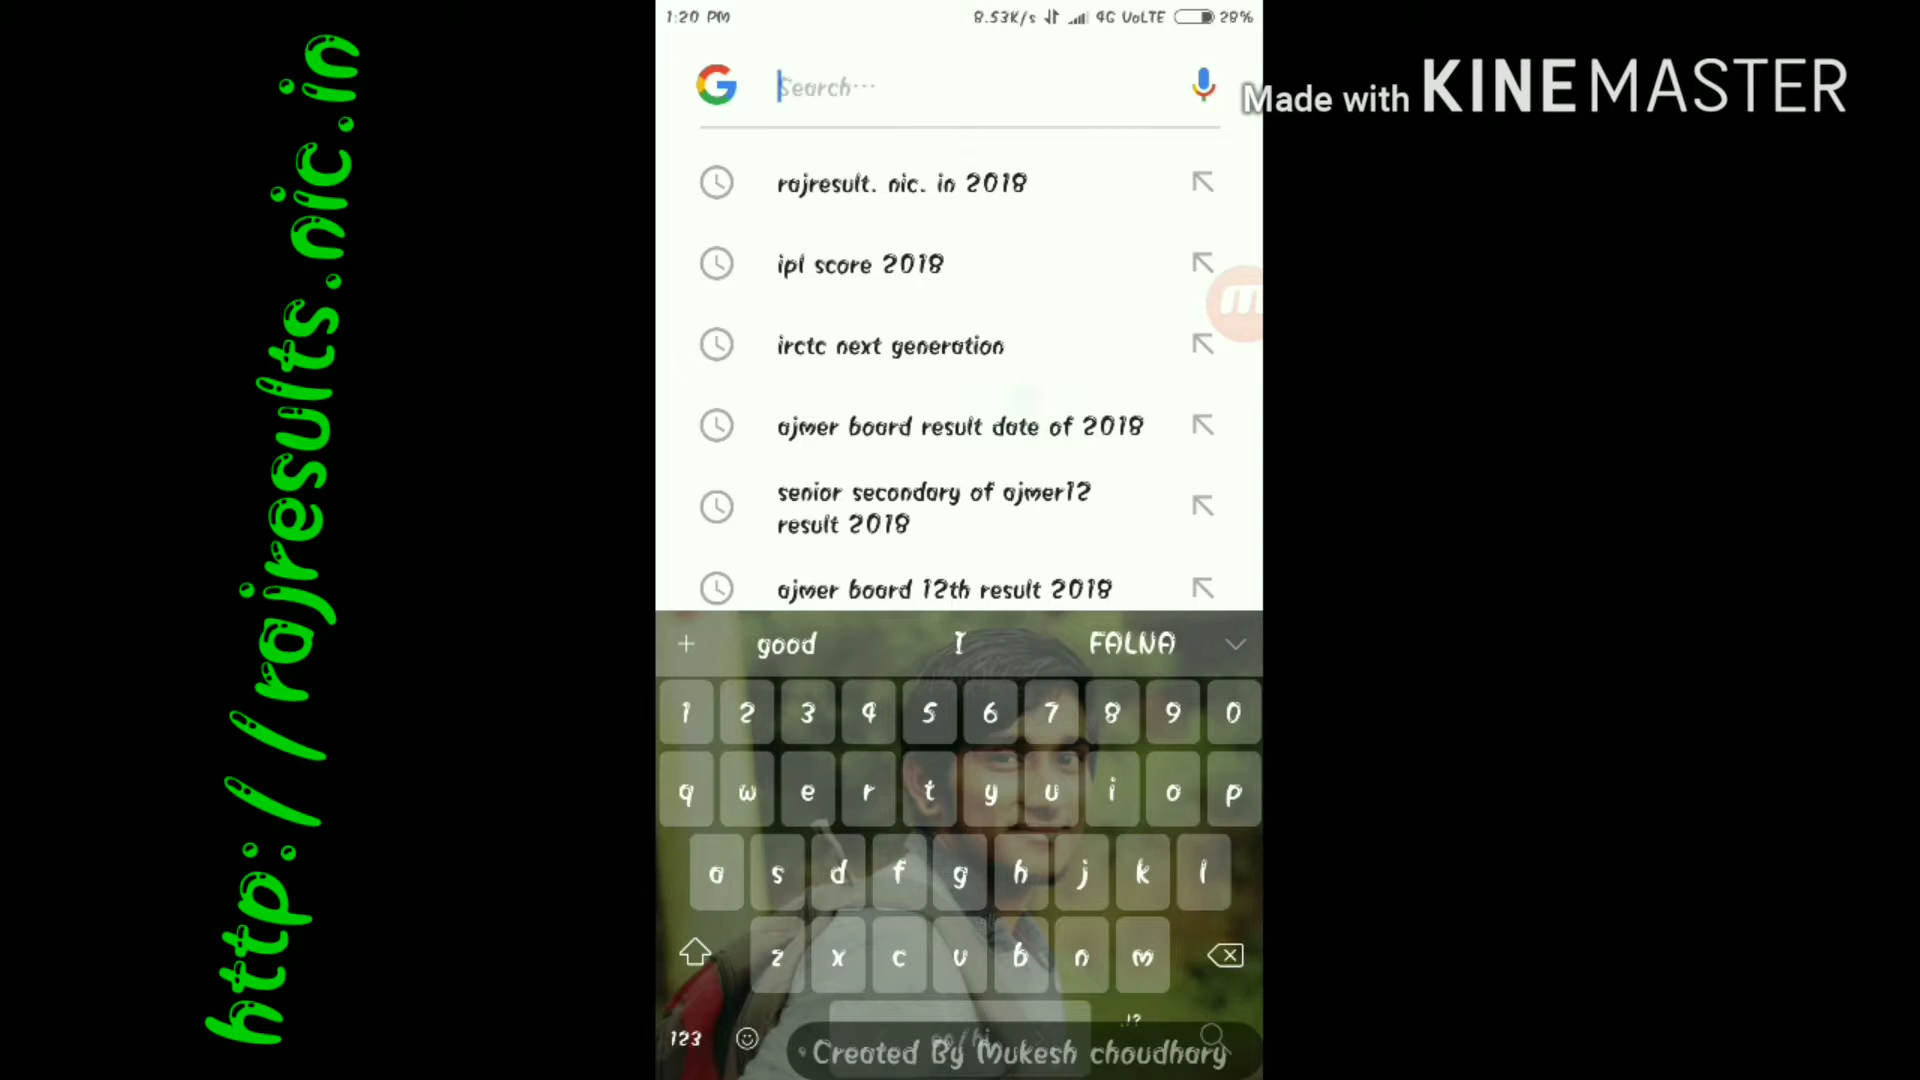 http://rajresults.nic.in
1:20 PM
8.53K/s 4G VoLTE 28%
Search...
rajresult. nic. in 2018
ipl score 2018
irctc next generation
ajmer board result date of 2018
senior secondary of ajmer12
result 2018
ajmer board 12th result 2018
Made with KINEMASTER
good I FALNA
1 2 3 4 5 6 7 8 9 0
q w e r t y u i o p
a s d f g h j k l
z x c v b n m
123 .!?
Created By Mukesh choudhary